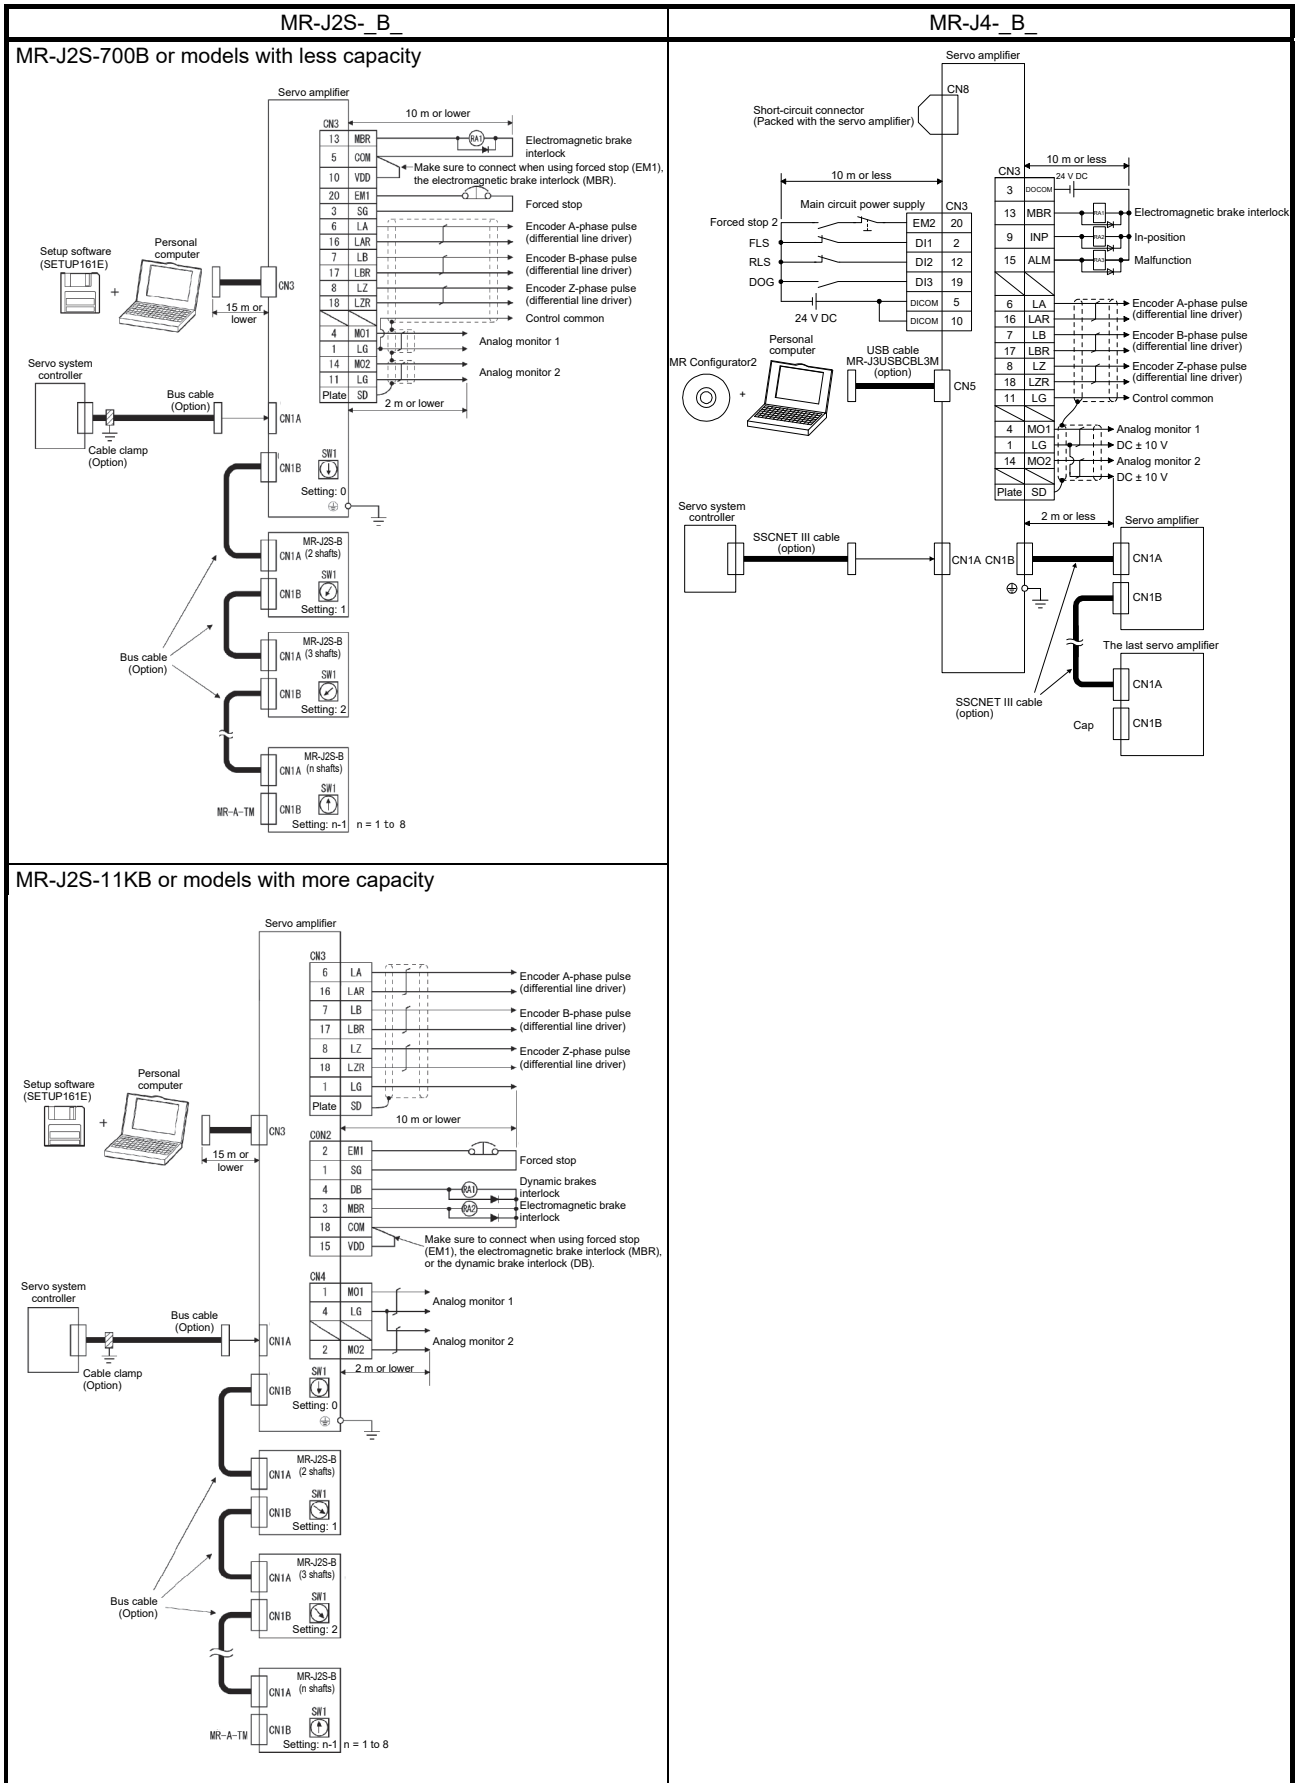 MR-J2S-_B_
MR-J4-_B_
MR-J2S-700B or models with less capacity
Servo amplifier
CN3
10 m or lower
13 MBR
RA1
Electromagnetic brake
interlock
5 COM
Make sure to connect when using forced stop (EM1),
the electromagnetic brake interlock (MBR).
10 VDD
20 EM1
Forced stop
3 SG
6 LA
Encoder A-phase pulse
(differential line driver)
16 LAR
7 LB
Encoder B-phase pulse
(differential line driver)
17 LBR
8 LZ
Encoder Z-phase pulse
(differential line driver)
18 LZR
Control common
4 MO1
Analog monitor 1
1 LG
14 MO2
Analog monitor 2
11 LG
Plate SD
2 m or lower
Setup software
(SETUP161E)
+
Personal
computer
15 m or
lower
CN3
Servo system
controller
Bus cable
(Option)
Cable clamp
(Option)
CN1A
CN1B
SW1
Setting: 0
MR-J2S-B
(2 shafts)
CN1A
SW1
CN1B
Setting: 1
MR-J2S-B
(3 shafts)
CN1A
SW1
CN1B
Setting: 2
Bus cable
(Option)
MR-J2S-B
(n shafts)
CN1A
SW1
MR-A-TM
CN1B
Setting: n-1 n = 1 to 8
MR-J2S-11KB or models with more capacity
Servo amplifier
CN3
6 LA
Encoder A-phase pulse
(differential line driver)
16 LAR
7 LB
Encoder B-phase pulse
(differential line driver)
17 LBR
8 LZ
Encoder Z-phase pulse
(differential line driver)
18 LZR
1 LG
Plate SD
10 m or lower
Setup software
(SETUP161E)
+
Personal
computer
15 m or
lower
CN3
CON2
2 EM1
Forced stop
1 SG
4 DB
RA1
Dynamic brakes
interlock
3 MBR
RA2
Electromagnetic brake
interlock
18 COM
15 VDD
Make sure to connect when using forced stop
(EM1), the electromagnetic brake interlock (MBR),
or the dynamic brake interlock (DB).
CN4
1 MO1
Analog monitor 1
4 LG
Analog monitor 2
2 MO2
2 m or lower
Servo system
controller
Bus cable
(Option)
Cable clamp
(Option)
CN1A
CN1B
SW1
Setting: 0
MR-J2S-B
(2 shafts)
CN1A
SW1
CN1B
Setting: 1
MR-J2S-B
(3 shafts)
CN1A
SW1
CN1B
Setting: 2
Bus cable
(Option)
MR-J2S-B
(n shafts)
CN1A
SW1
MR-A-TM
CN1B
Setting: n-1 n = 1 to 8
Servo amplifier
CN8
Short-circuit connector
(Packed with the servo amplifier)
10 m or less
Main circuit power supply
CN3
Forced stop 2
EM2 20
FLS
DI1 2
RLS
DI2 12
DOG
DI3 19
DICOM 5
24 V DC
DICOM 10
10 m or less
CN3
24 V DC
3 DOCOM
13 MBR
RA1
Electromagnetic brake interlock
9 INP
RA2
In-position
15 ALM
RA3
Malfunction
6 LA
Encoder A-phase pulse
(differential line driver)
16 LAR
7 LB
Encoder B-phase pulse
(differential line driver)
17 LBR
8 LZ
Encoder Z-phase pulse
(differential line driver)
18 LZR
11 LG
Control common
4 MO1
Analog monitor 1
1 LG
DC ± 10 V
14 MO2
Analog monitor 2
DC ± 10 V
Plate SD
2 m or less
MR Configurator2
+
Personal
computer
USB cable
MR-J3USBCBL3M
(option)
CN5
Servo system
controller
SSCNET III cable
(option)
CN1A CN1B
Servo amplifier
CN1A
CN1B
The last servo amplifier
SSCNET III cable
(option)
CN1A
Cap
CN1B